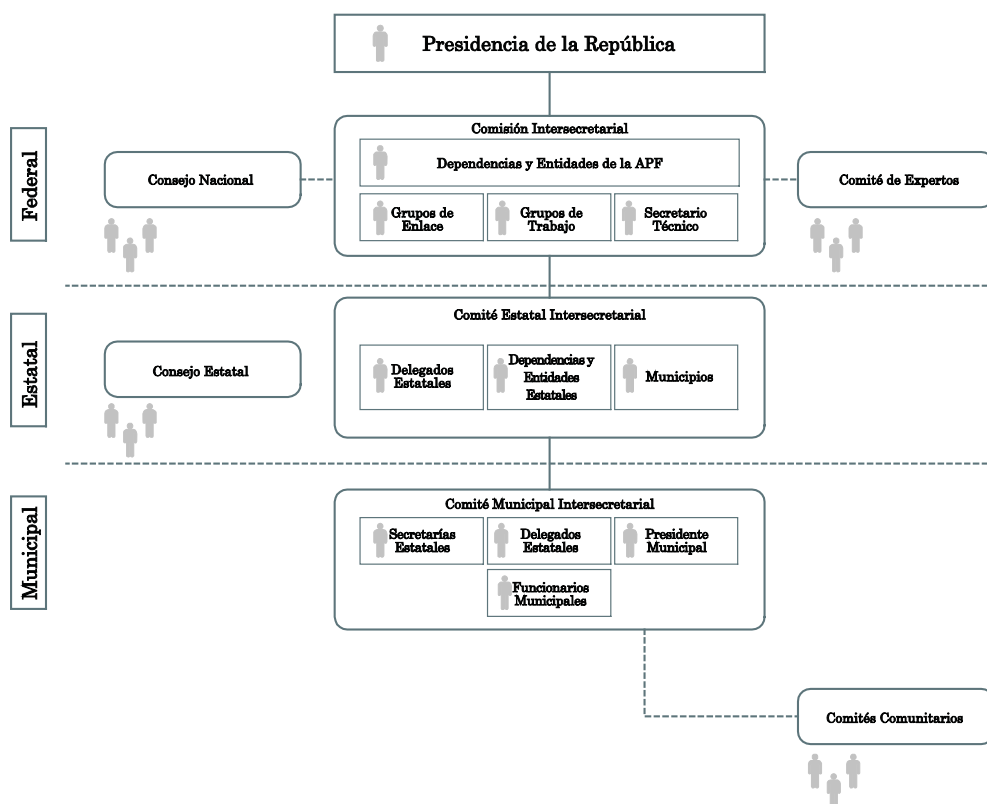 Presidencia de la República
Federal
Comisión Intersecretarial
Dependencias y Entidades de la APF
Consejo Nacional
Comité de Expertos
Grupos de
Enlace
Grupos de
Trabajo
Secretario
Técnico
Estatal
Comité Estatal Intersecretarial
Consejo Estatal
Delegados
Estatales
Dependencias y
Entidades
Estatales
Municipios
Municipal
Comité Municipal Intersecretarial
Secretarías
Estatales
Delegados
Estatales
Presidente
Municipal
Funcionarios
Municipales
Comités Comunitarios